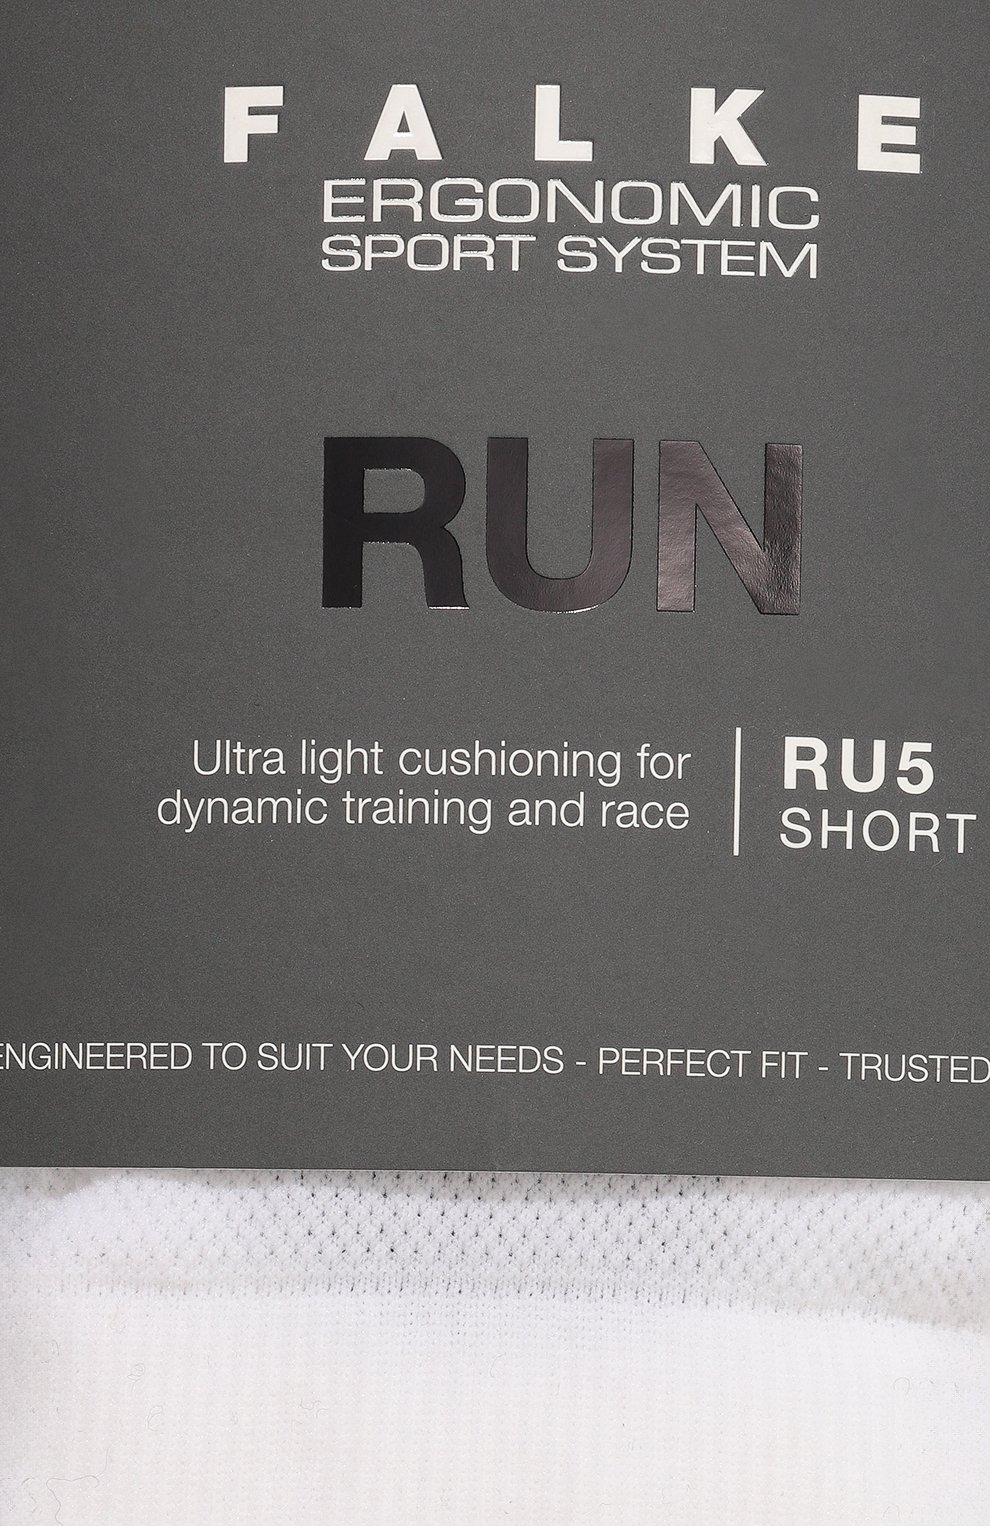 FALKE
ERGONOMIC
SPORT SYSTEM
RUN
Ultra light cushioning for
dynamic training and race
RU5
SHORT
ENGINEERED TO SUIT YOUR NEEDS - PERFECT FIT - TRUSTED